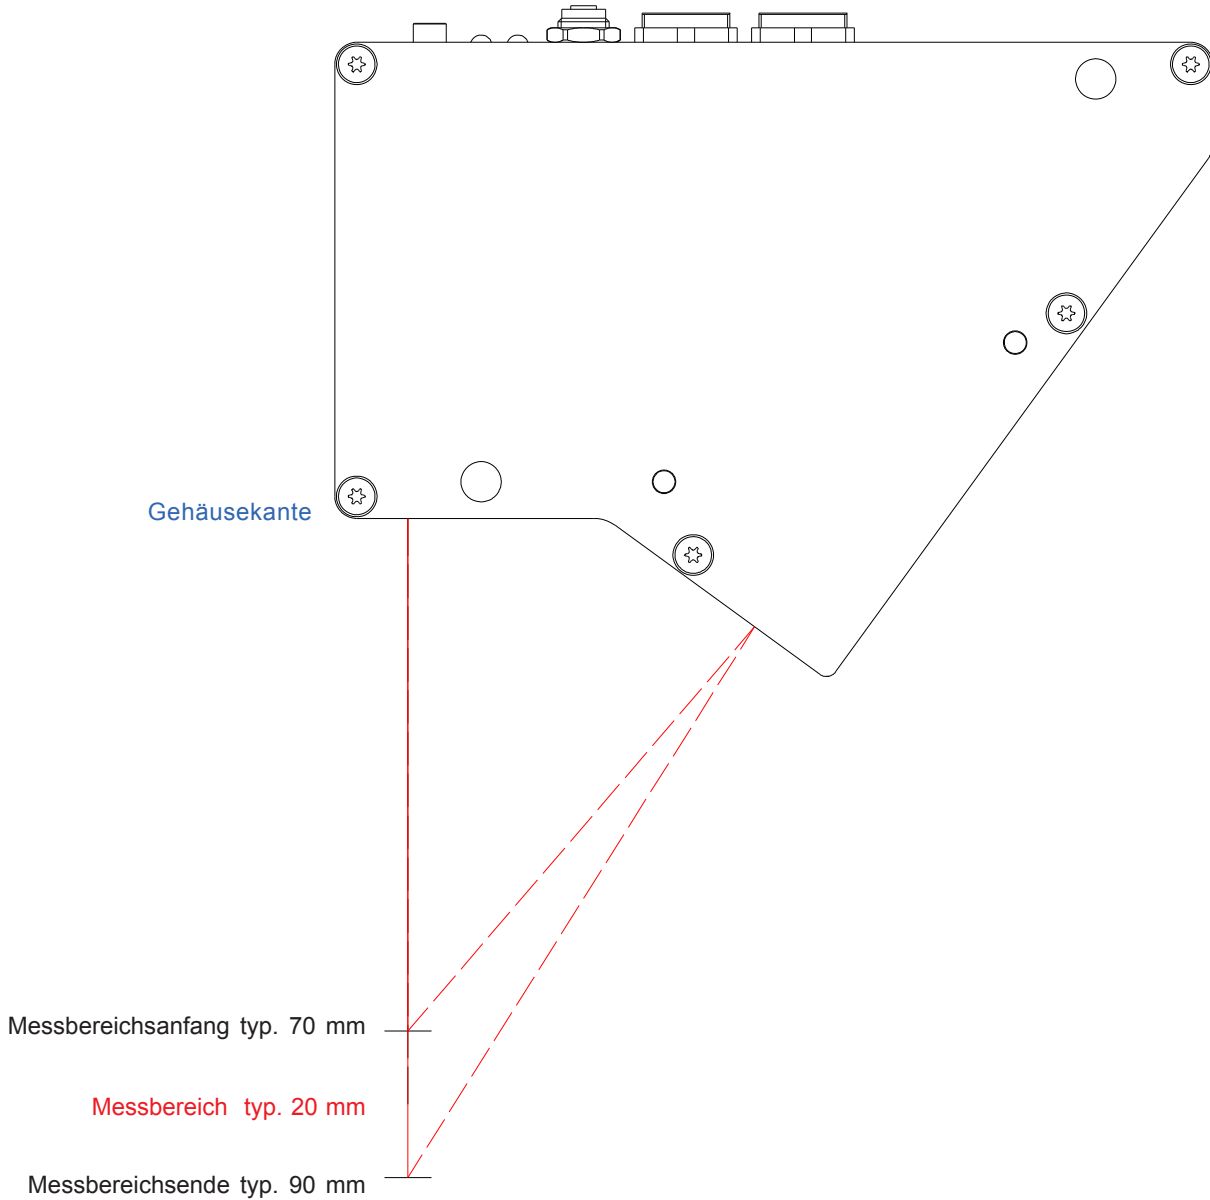 Gehäusekante
Messbereichsanfang typ. 70 mm
Messbereich typ. 20 mm
Messbereichsende typ. 90 mm